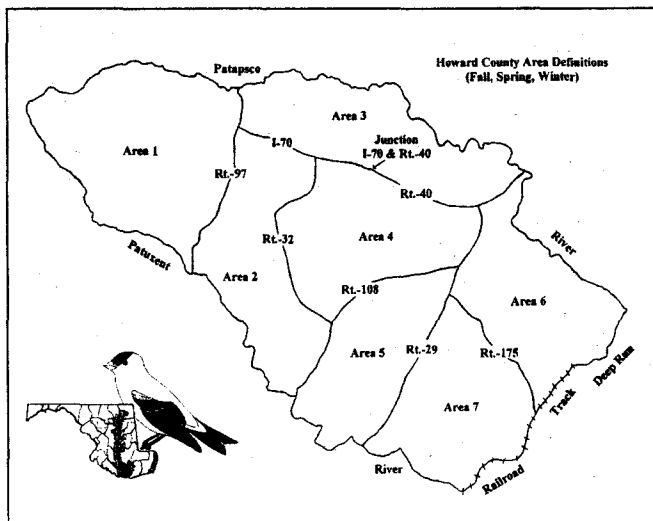 Howard County Area Definitions
(Fall, Spring, Winter)
Patapsco
Area 3
Junction
I-70 & Rt.-40
I-70
Area 1
Rt.-97
Rt.-40
Rt.-32
Area 4
River
Patuxent
Area 2
Rt.-108
Area 6
Area 5
Rt.-29
Rt.-175
Deep Run
Track
Area 7
River
Railroad